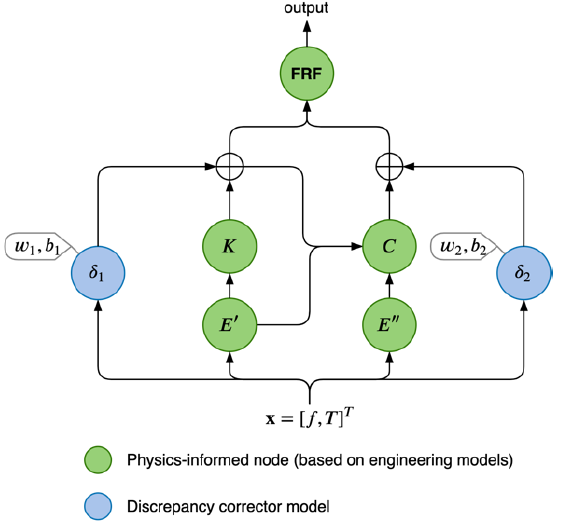 output
FRF
w₁, b₁
δ₁
K
C
w₂, b₂
δ₂
E′
E″
x = [f, T]ᵀ
Physics-informed node (based on engineering models)
Discrepancy corrector model